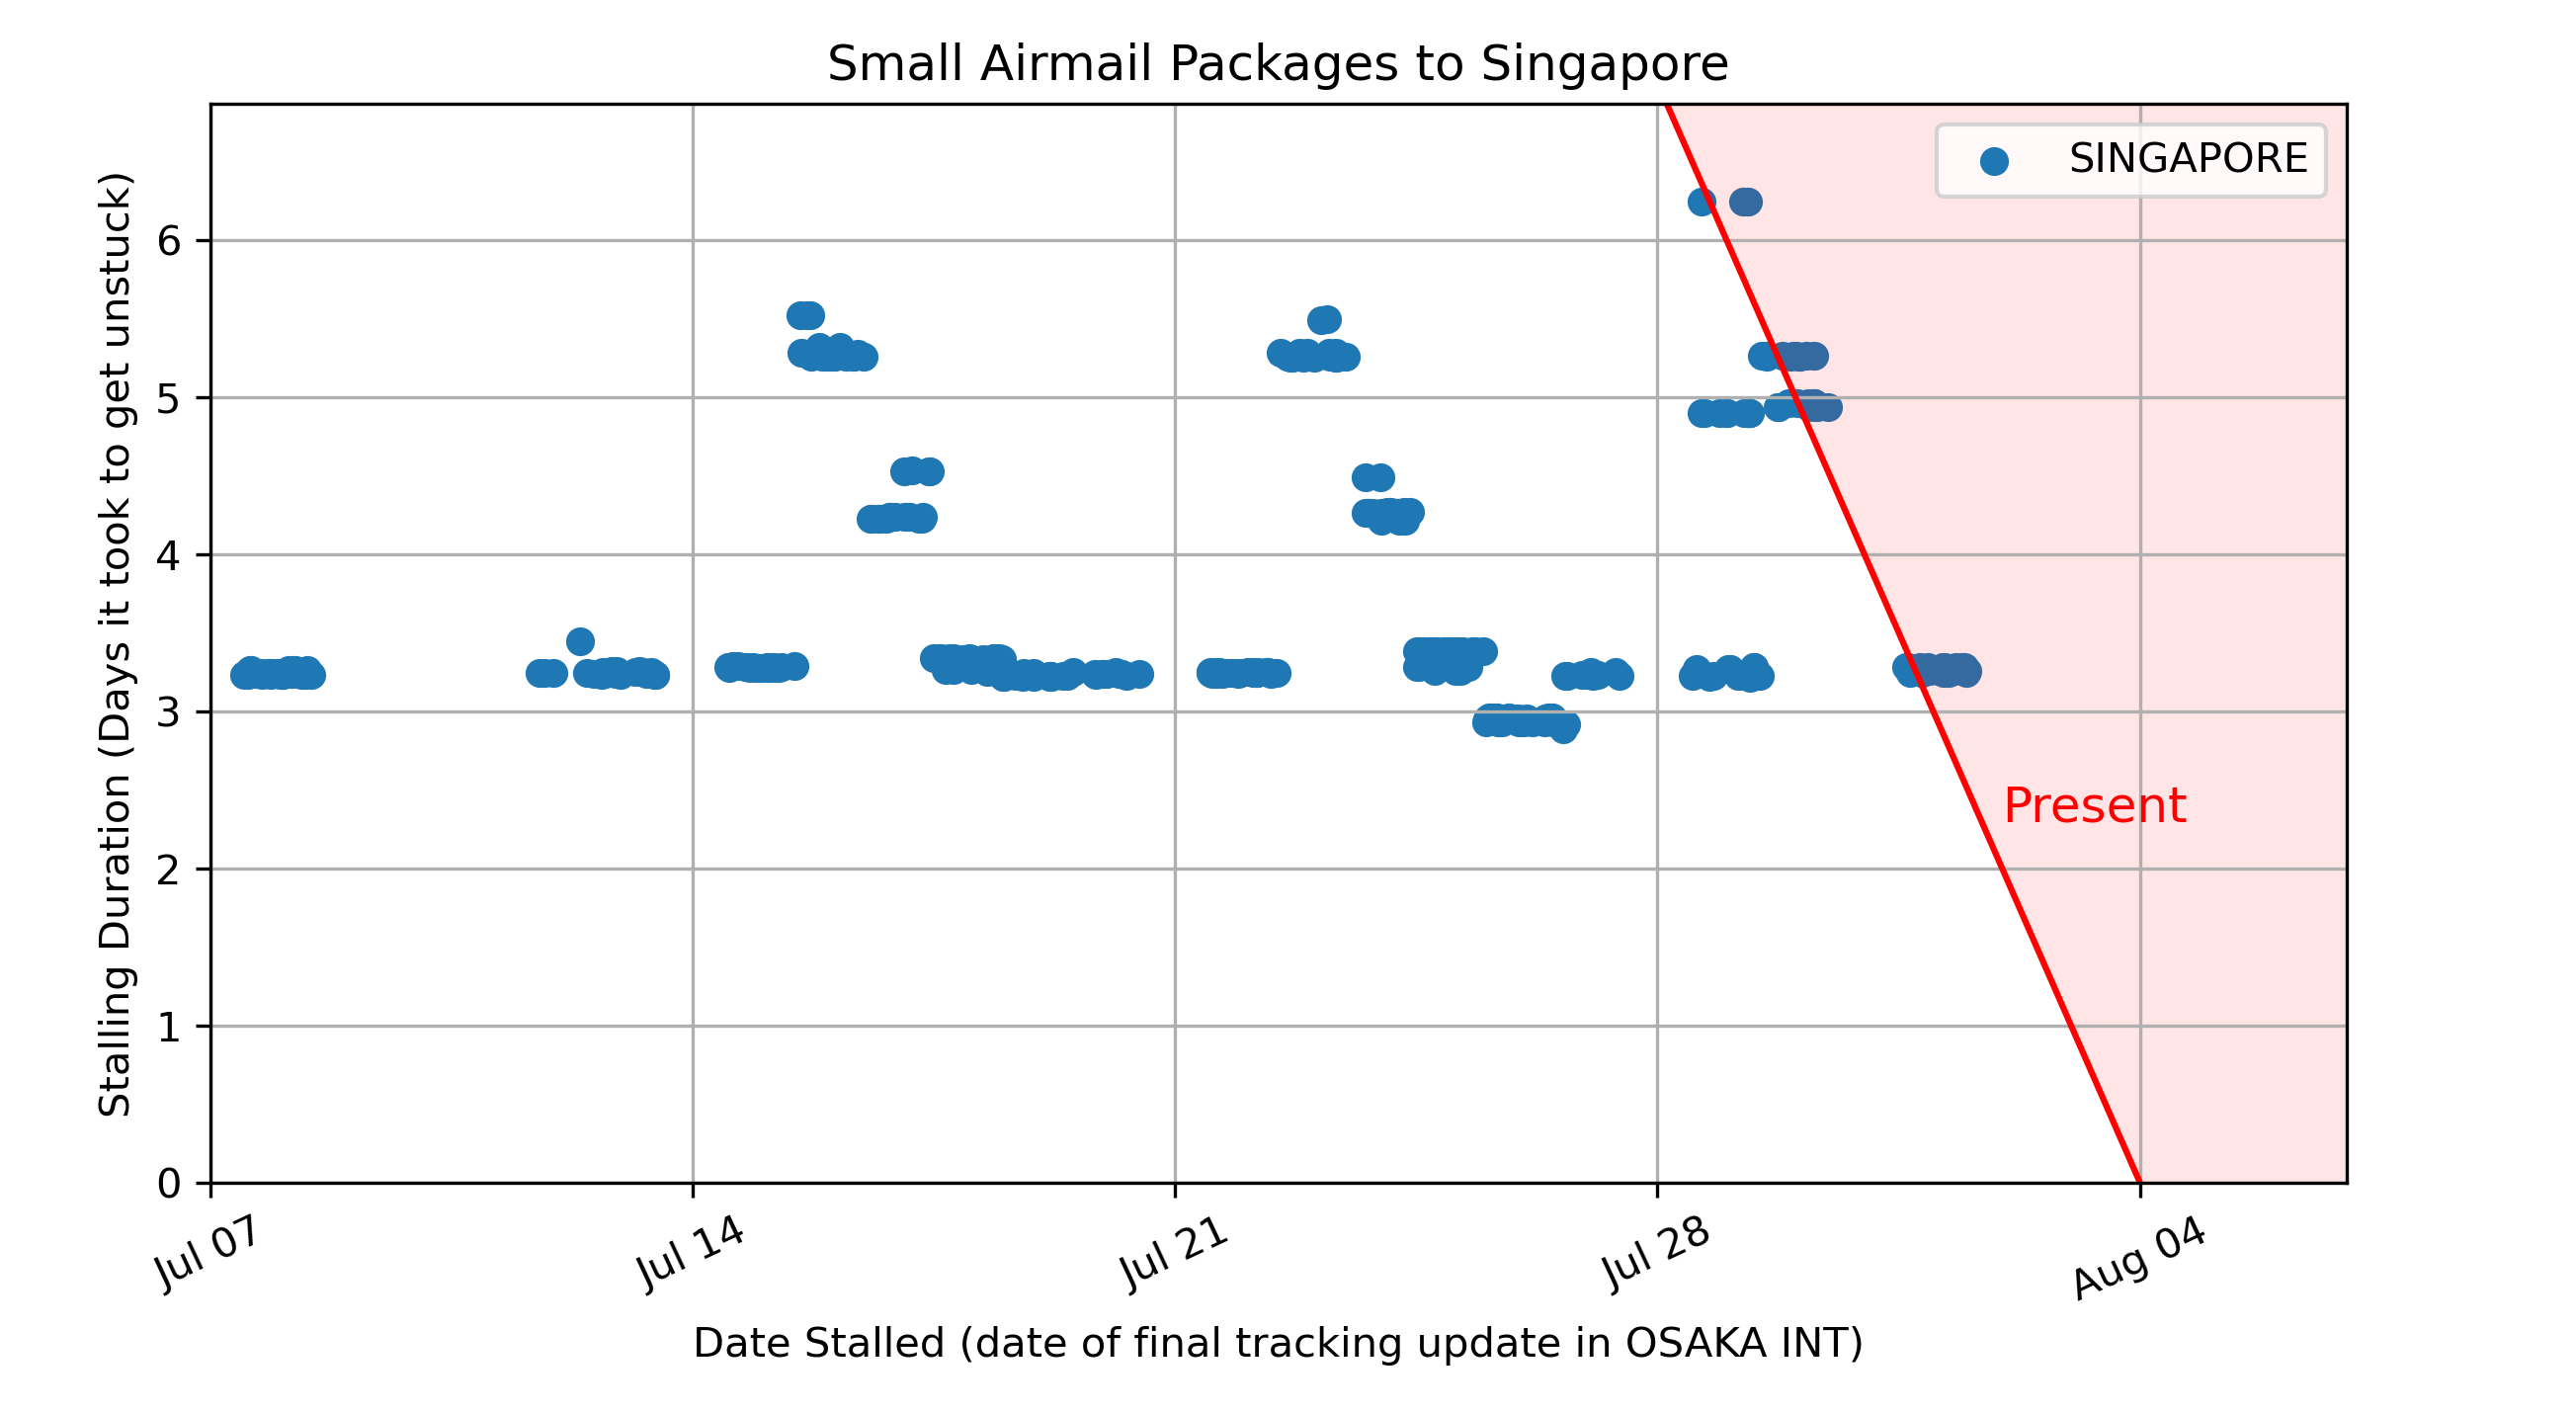 Small Airmail Packages to Singapore
SINGAPORE
Stalling Duration (Days it took to get unstuck)
6
5
4
3
2
1
0
Present
Jul 07
Jul 14
Jul 21
Jul 28
Aug 04
Date Stalled (date of final tracking update in OSAKA INT)